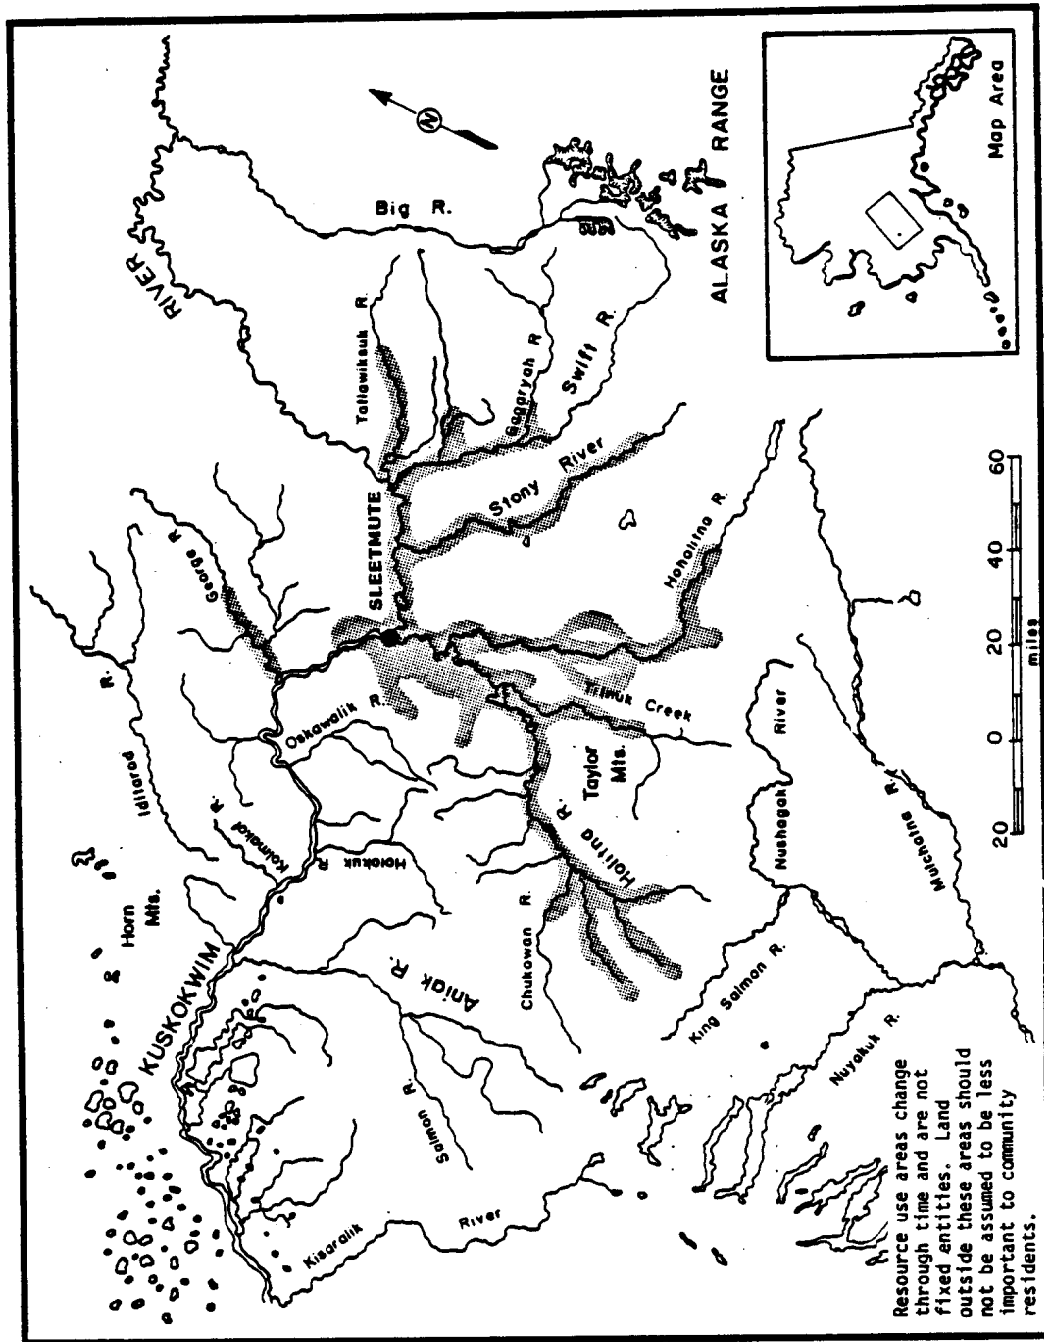 KUSKOKWIM
RIVER
Horn
Mts.
Iditarod
R.
George R.
Kolmakof R.
Oskawalik R.
Holokuk
R.
Aniak R.
Salmon R.
Kisaralik
River
SLEETMUTE
Tatlawiksuk R.
Big R.
Gagaryah R
Swift R.
Stony River
Hoholitna R.
Titnuk Creek
Taylor
Mts.
Holitna R.
Chukowan R.
King Salmon R.
Nushagak River
Mulchatna R.
Nuyakuk R.
ALASKA RANGE
N
Map Area
20 0 20 40 60
miles
Resource use areas change
through time and are not
fixed entities. Land
outside these areas should
not be assumed to be less
important to community
residents.